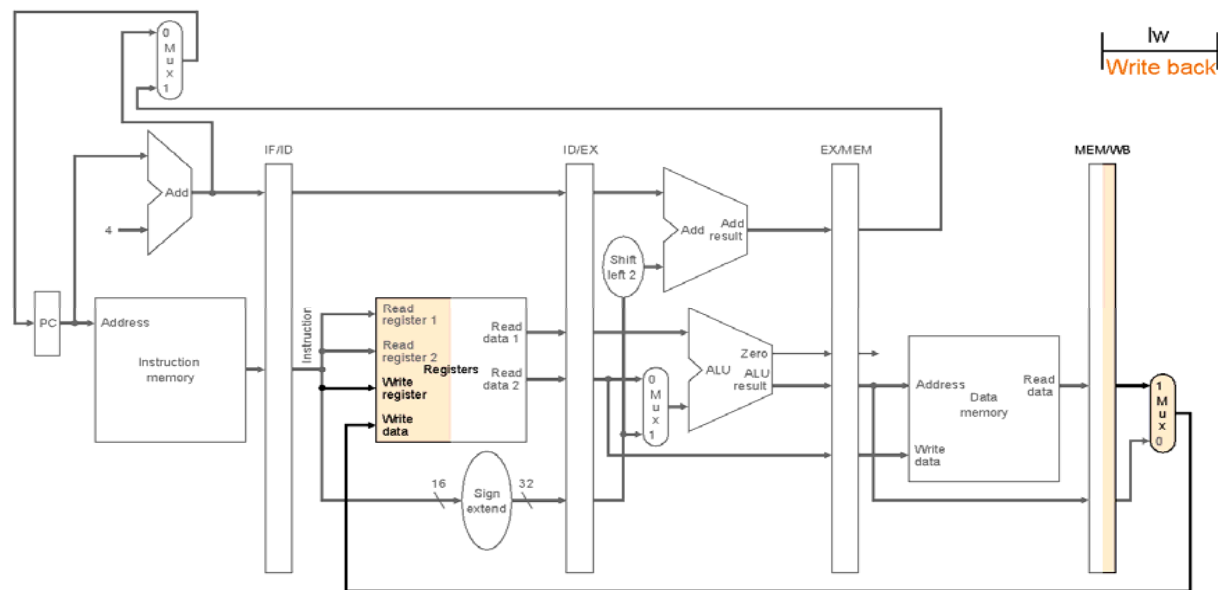 lw
Write back
0
M
u
x
1
IF/ID
ID/EX
EX/MEM
MEM/WB
Add
4
Add
Add
result
Shift
left 2
PC
Address
Instruction
memory
Instruction
Read
register 1
Read
register 2
Write
register
Write
data
Registers
Read
data 1
Read
data 2
0
M
u
x
1
Zero
ALU
ALU
result
Address
Read
data
Data
memory
Write
data
1
M
u
x
0
16
Sign
extend
32